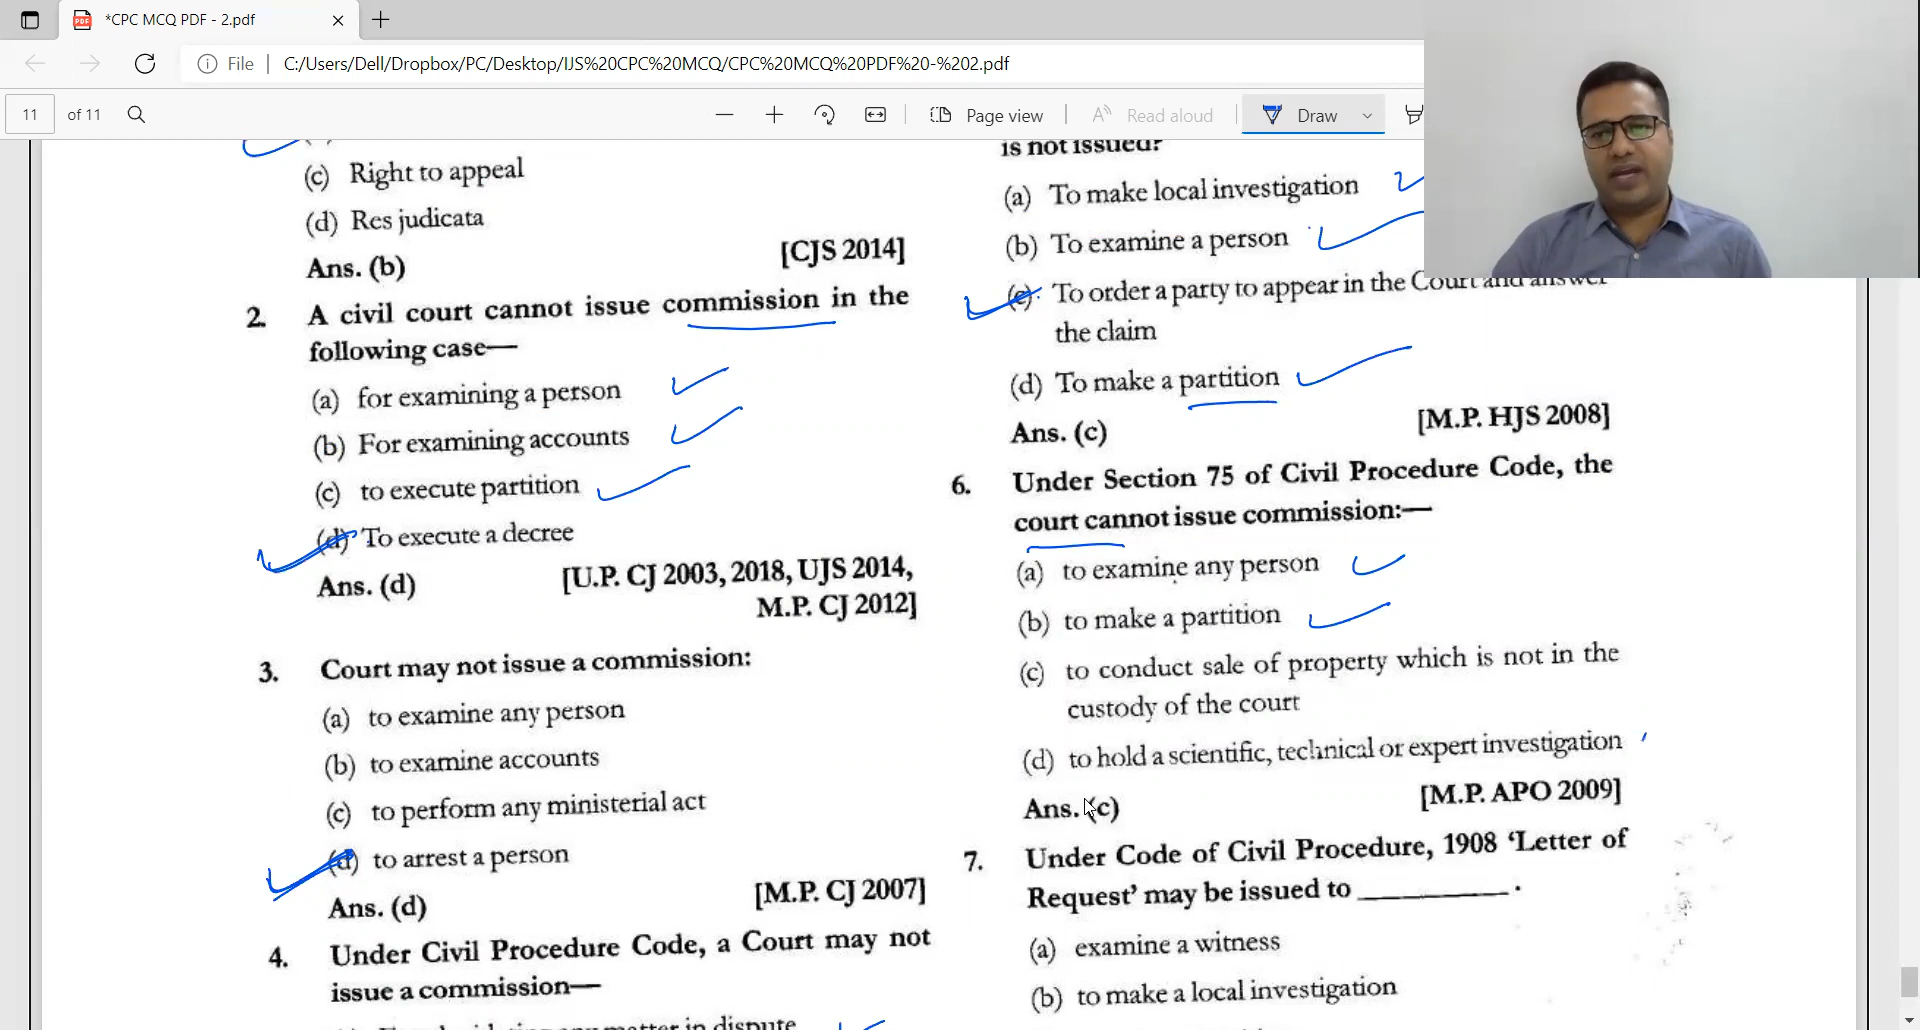 *CPC MCQ PDF - 2.pdf
File
C:/Users/Dell/Dropbox/PC/Desktop/IJS%20CPC%20MCQ/CPC%20MCQ%20PDF%20-%202.pdf
11 of 11
Page view
Read aloud
Draw
(c) Right to appeal
(d) Res judicata
Ans. (b) [CJS 2014]
2. A civil court cannot issue commission in the
following case—
(a) for examining a person
(b) For examining accounts
(c) to execute partition
(d) To execute a decree
Ans. (d) [U.P. CJ 2003, 2018, UJS 2014,
M.P. CJ 2012]
3. Court may not issue a commission:
(a) to examine any person
(b) to examine accounts
(c) to perform any ministerial act
(d) to arrest a person
Ans. (d) [M.P. CJ 2007]
4. Under Civil Procedure Code, a Court may not
issue a commission—
any matter in dispute
is not issued?
(a) To make local investigation
(b) To examine a person
(c) To order a party to appear in the Court and answer
the claim
(d) To make a partition
Ans. (c) [M.P. HJS 2008]
6. Under Section 75 of Civil Procedure Code, the
court cannot issue commission:—
(a) to examine any person
(b) to make a partition
(c) to conduct sale of property which is not in the
custody of the court
(d) to hold a scientific, technical or expert investigation
Ans. (c) [M.P. APO 2009]
7. Under Code of Civil Procedure, 1908 ‘Letter of
Request’ may be issued to __________ .
(a) examine a witness
(b) to make a local investigation